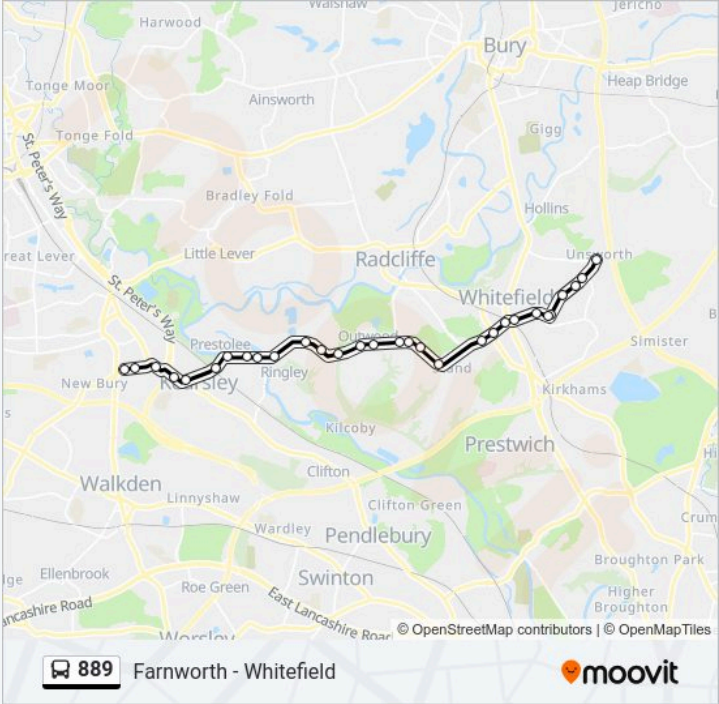 Walshaw
Jericho
Harwood
Bury
Tonge Moor
Heap Bridge
Ainsworth
Tonge Fold
Gigg
St. Peter's Way
Bradley Fold
Hollins
reat Lever
Little Lever
Radcliffe
Unsworth
St. Peter's Way
Whitefield
Prestolee
Outwood
Simister
New Bury
Kearsley
Ringley
ond
Kirkhams
Kilcoby
Prestwich
Clifton
Walkden
Linnyshaw
Clifton Green
Crum
Wardley
Pendlebury
Broughton Park
Ellenbrook
Roe Green
Swinton
Higher
Broughton
ancashire Road
East Lancashire Road
Worsley
© OpenStreetMap contributors | © OpenMapTiles
889 Farnworth - Whitefield
moovit